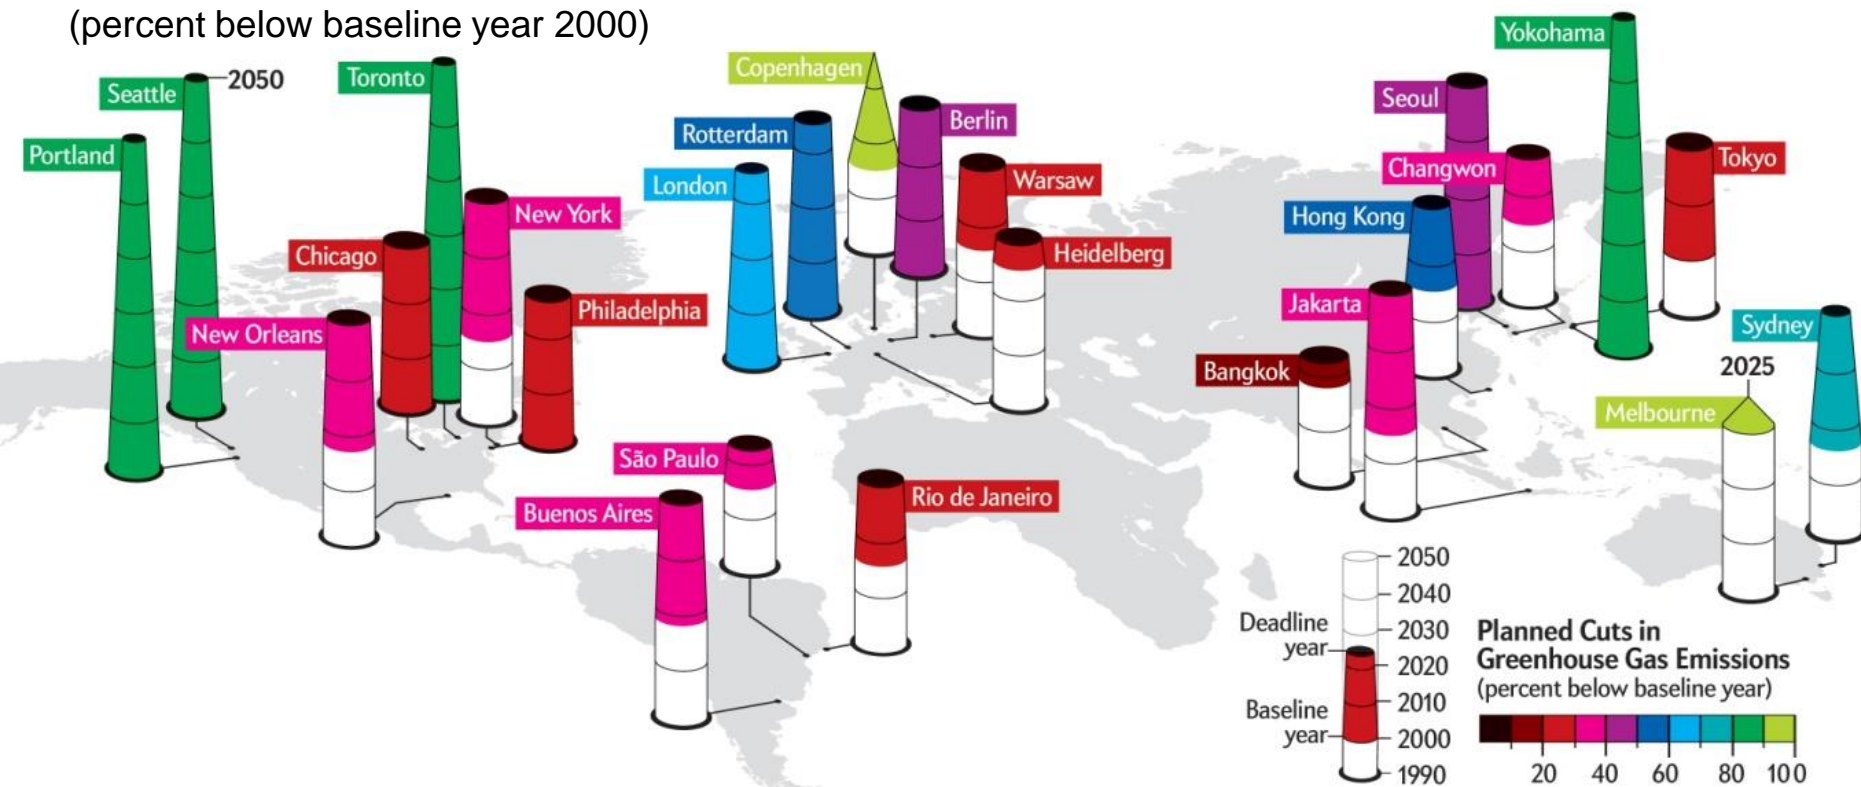 (percent below baseline year 2000)
Portland
Seattle
2050
Toronto
New York
Chicago
New Orleans
Philadelphia
Copenhagen
Rotterdam
London
Berlin
Warsaw
Heidelberg
São Paulo
Buenos Aires
Rio de Janeiro
Yokohama
Seoul
Changwon
Tokyo
Hong Kong
Jakarta
Bangkok
Sydney
2025
Melbourne
2050
2040
Deadline
year
2030
2020
2010
Baseline
year
2000
1990
Planned Cuts in
Greenhouse Gas Emissions
(percent below baseline year)
20 40 60 80 100